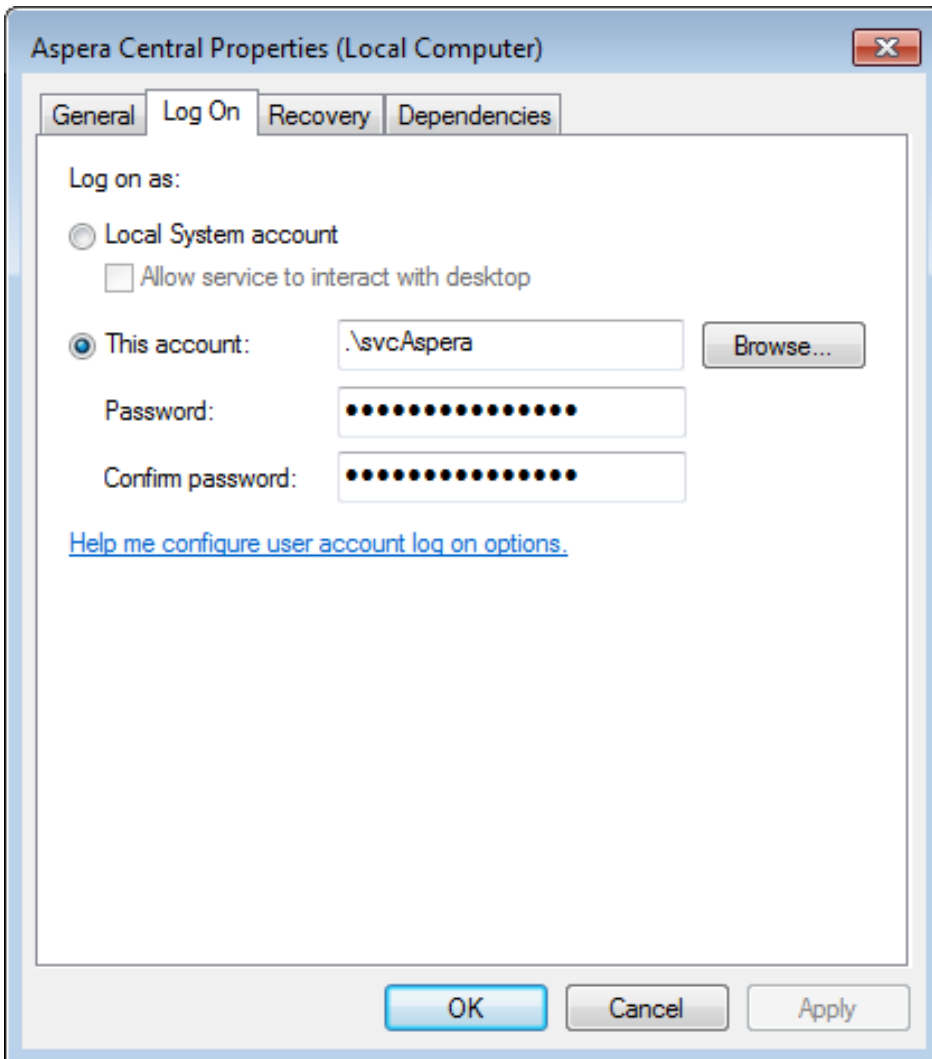 Aspera Central Properties (Local Computer)
General Log On Recovery Dependencies
Log on as:
Local System account
Allow service to interact with desktop
This account: .\svcAspera Browse...
Password: •••••••••••••••
Confirm password: •••••••••••••••
Help me configure user account log on options.
OK Cancel Apply